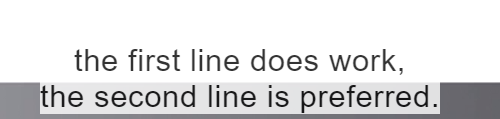 the first line does work,
the second line is preferred.